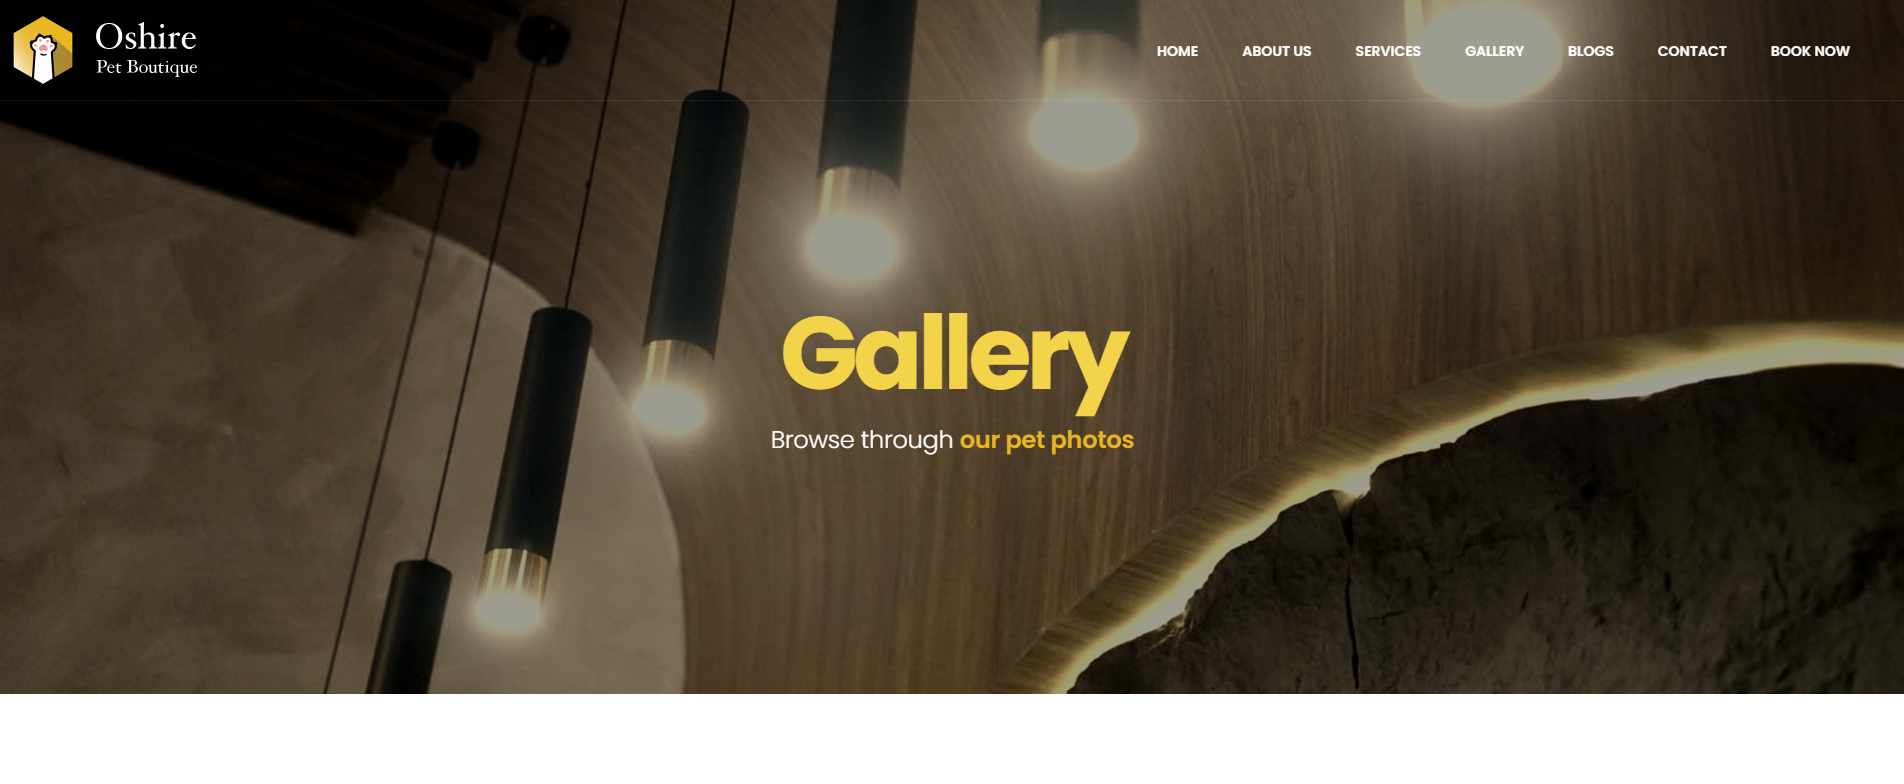 Oshire
Pet Boutique
HOME ABOUT US SERVICES GALLERY BLOGS CONTACT BOOK NOW
Gallery
Browse through our pet photos